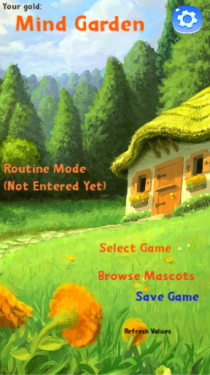 Your gold:
Mind Garden
Routine Mode
(Not Entered Yet)
Select Game
Browse Mascots
Save Game
Refresh Values